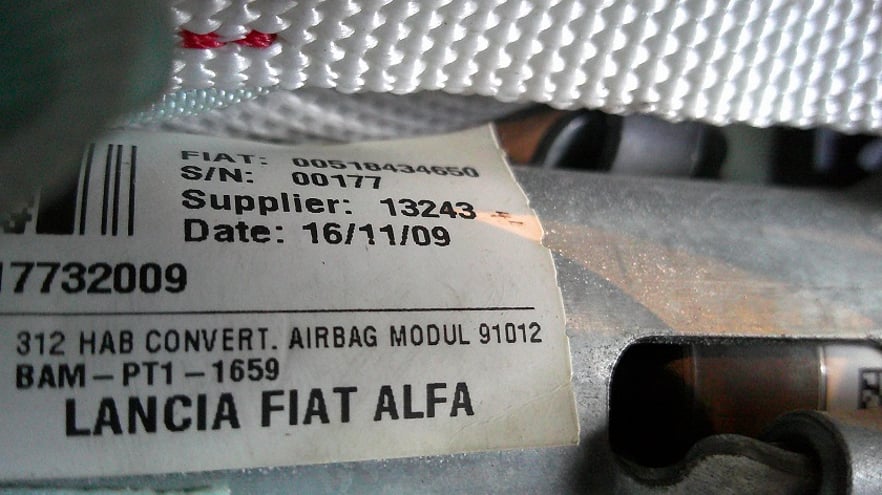 FIAT: 00518434650
S/N: 00177
Supplier: 13243
Date: 16/11/09
17732009
312 HAB CONVERT. AIRBAG MODUL 91012
BAM-PT1-1659
LANCIA FIAT ALFA